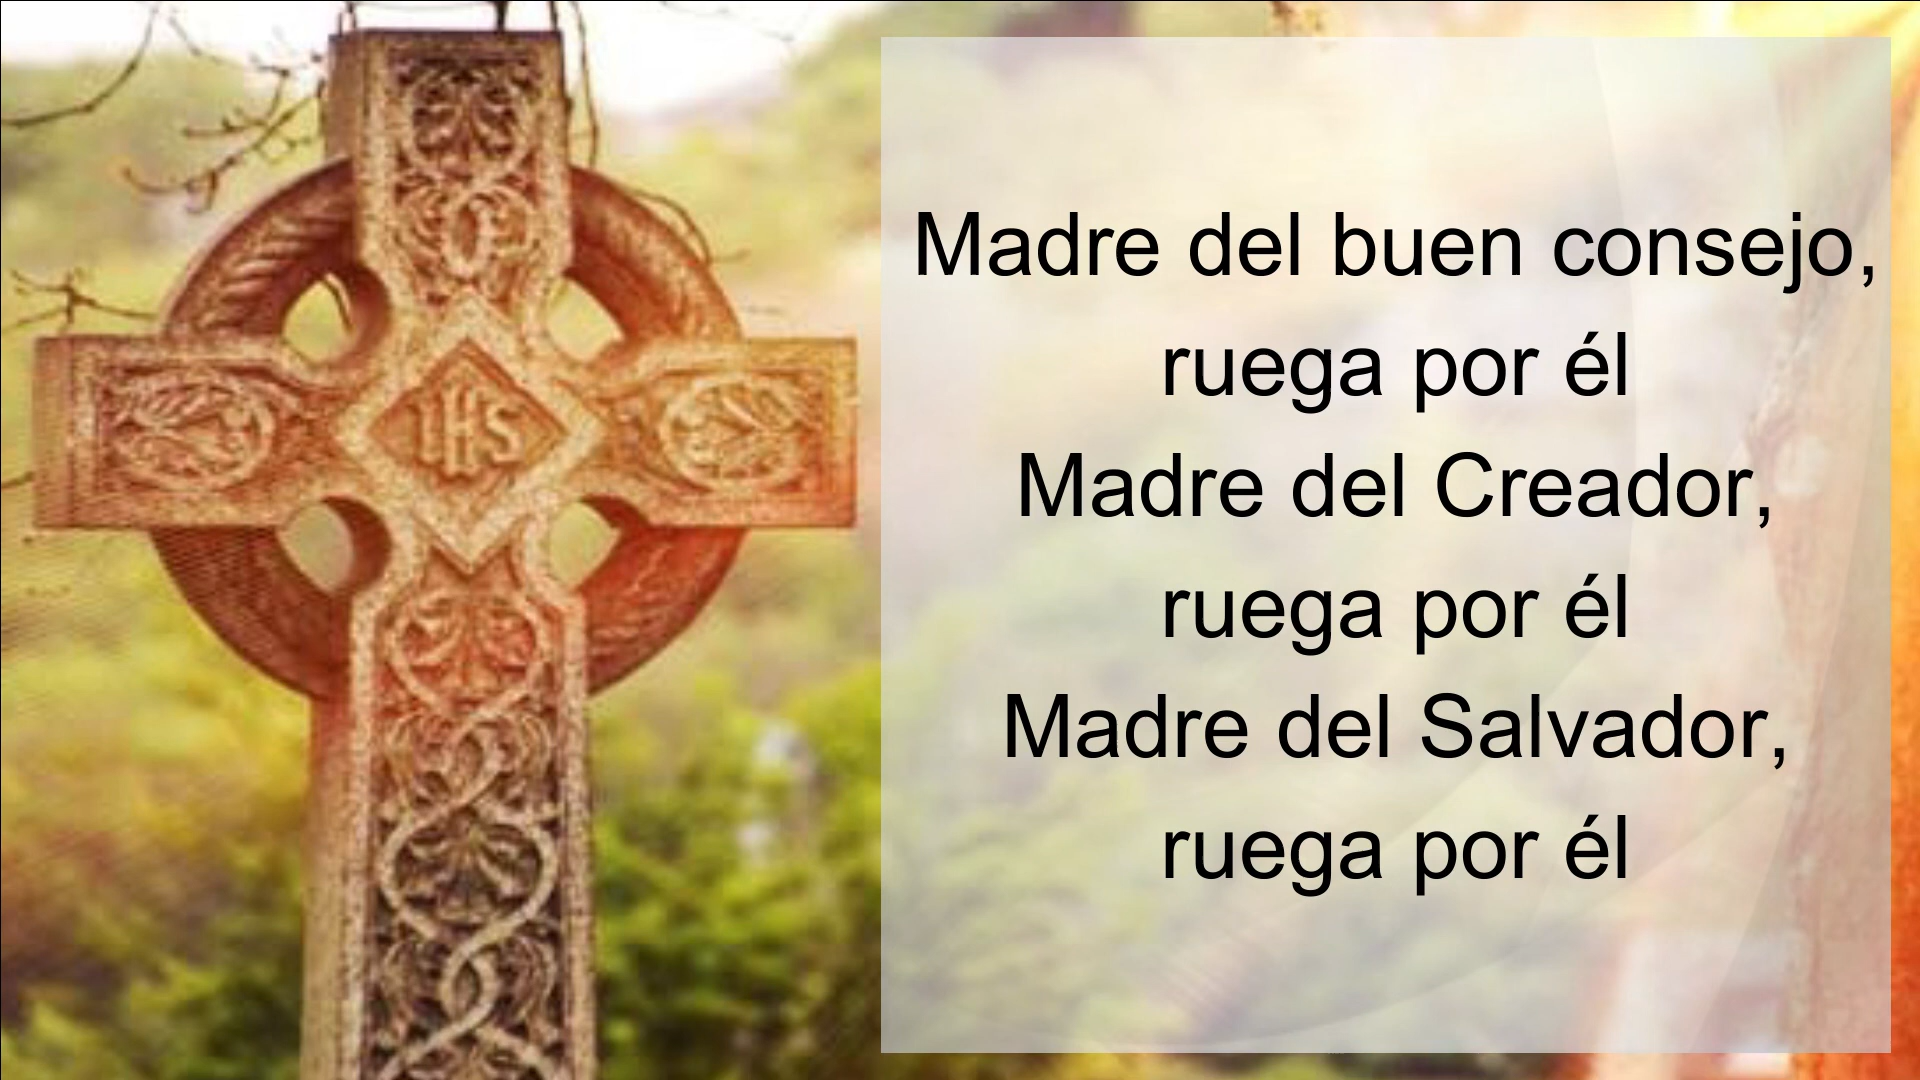 IHS
Madre del buen consejo,
ruega por él
Madre del Creador,
ruega por él
Madre del Salvador,
ruega por él